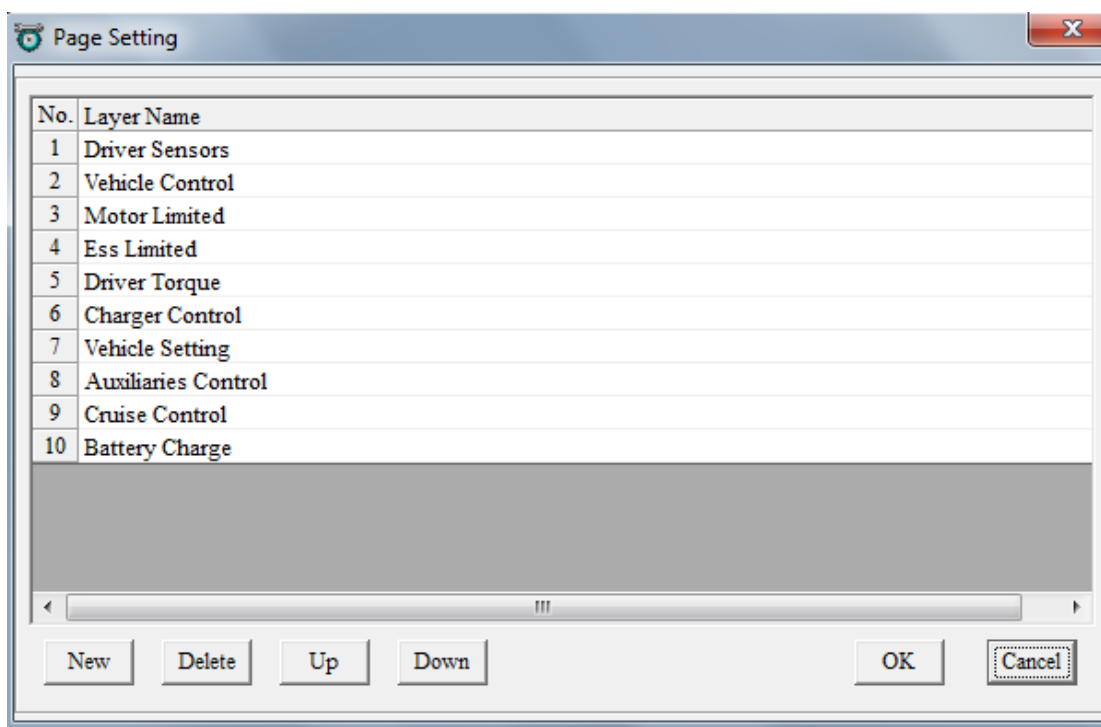 Page Setting
No. Layer Name
1 Driver Sensors
2 Vehicle Control
3 Motor Limited
4 Ess Limited
5 Driver Torque
6 Charger Control
7 Vehicle Setting
8 Auxiliaries Control
9 Cruise Control
10 Battery Charge
New Delete Up Down OK Cancel